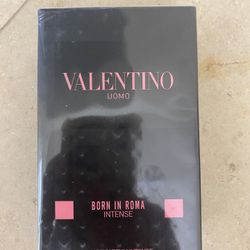 VALENTINO
UOMO
BORN IN ROMA
INTENSE